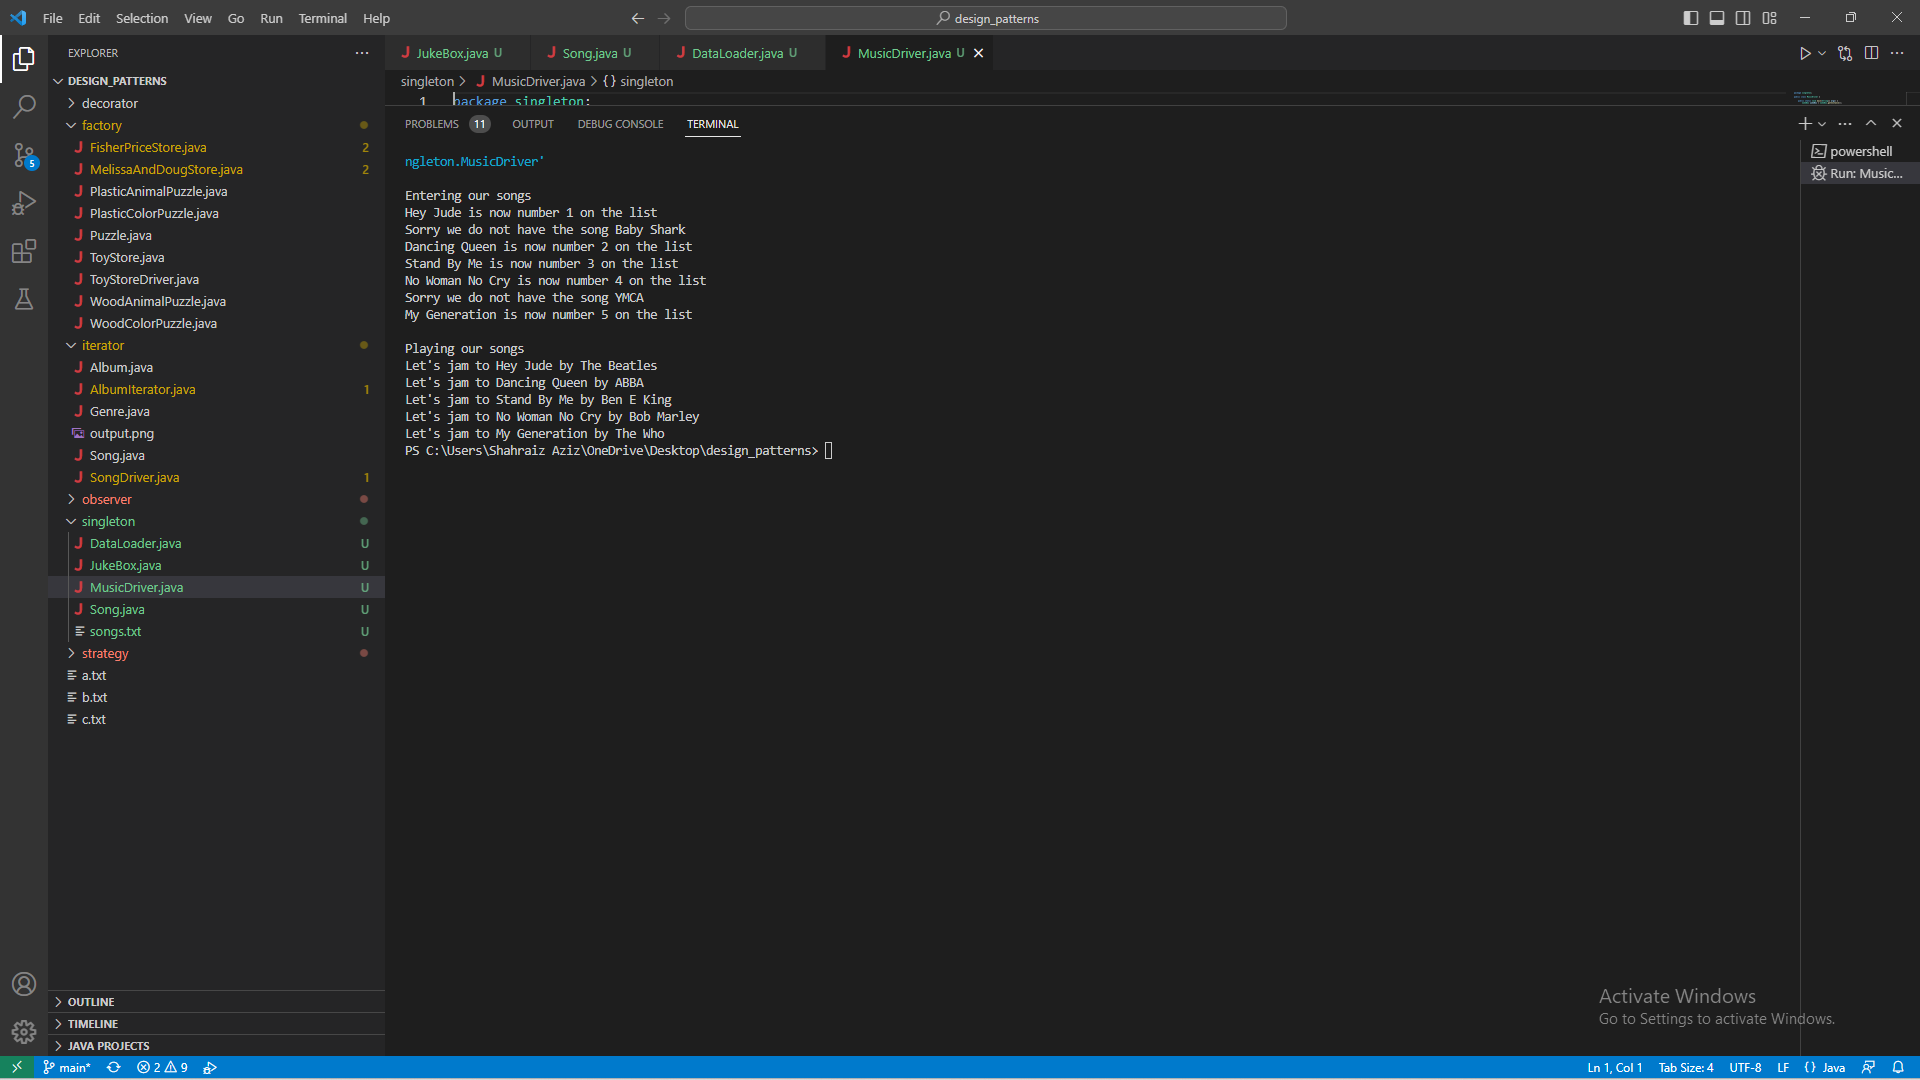 File Edit Selection View Go Run Terminal Help
design_patterns
EXPLORER
DESIGN_PATTERNS
decorator
factory
FisherPriceStore.java 2
MelissaAndDougStore.java 2
PlasticAnimalPuzzle.java
PlasticColorPuzzle.java
Puzzle.java
ToyStore.java
ToyStoreDriver.java
WoodAnimalPuzzle.java
WoodColorPuzzle.java
iterator
Album.java
AlbumIterator.java 1
Genre.java
output.png
Song.java
SongDriver.java 1
observer
singleton
DataLoader.java U
JukeBox.java U
MusicDriver.java U
Song.java U
songs.txt U
strategy
a.txt
b.txt
c.txt
OUTLINE
TIMELINE
JAVA PROJECTS
5
JukeBox.java U Song.java U DataLoader.java U MusicDriver.java U
singleton > MusicDriver.java > {} singleton
1 package singleton;
PROBLEMS 11 OUTPUT DEBUG CONSOLE TERMINAL
ngleton.MusicDriver'
Entering our songs
Hey Jude is now number 1 on the list
Sorry we do not have the song Baby Shark
Dancing Queen is now number 2 on the list
Stand By Me is now number 3 on the list
No Woman No Cry is now number 4 on the list
Sorry we do not have the song YMCA
My Generation is now number 5 on the list
Playing our songs
Let's jam to Hey Jude by The Beatles
Let's jam to Dancing Queen by ABBA
Let's jam to Stand By Me by Ben E King
Let's jam to No Woman No Cry by Bob Marley
Let's jam to My Generation by The Who
PS C:\Users\Shahraiz Aziz\OneDrive\Desktop\design_patterns>
powershell
Run: Music...
Activate Windows
Go to Settings to activate Windows.
main* 2 9
Ln 1, Col 1 Tab Size: 4 UTF-8 LF {} Java